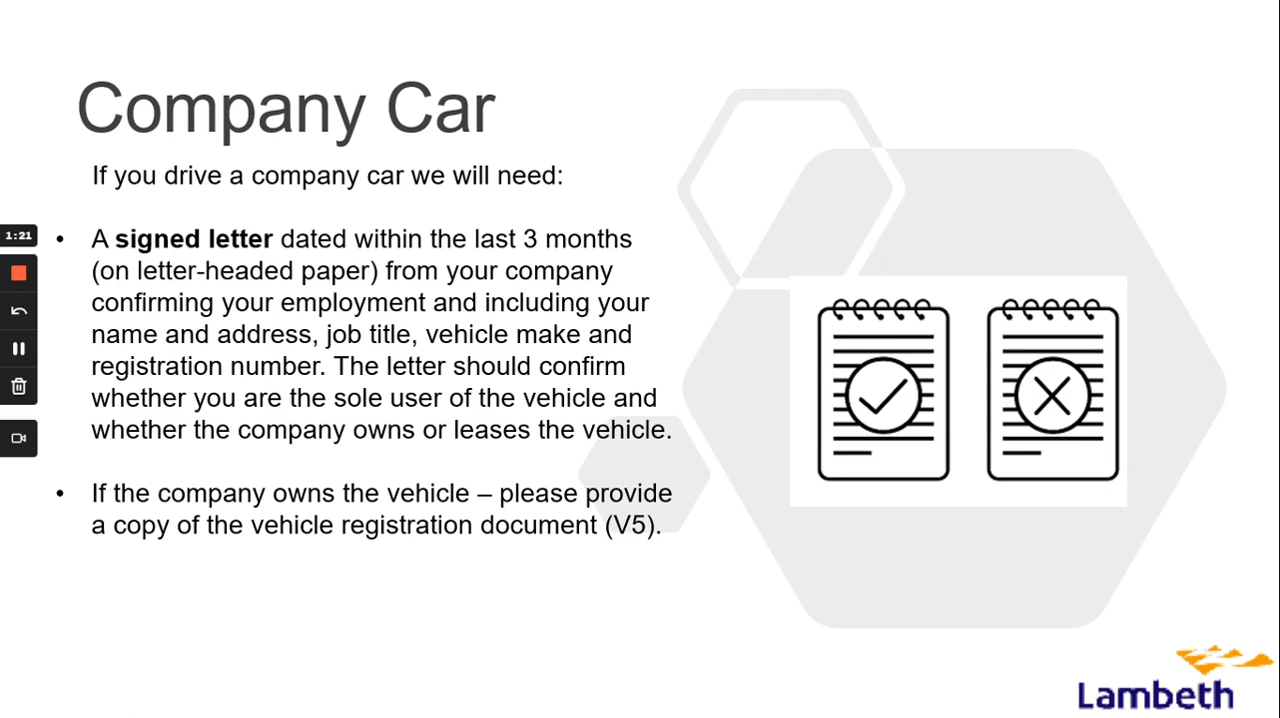 Company Car
If you drive a company car we will need:
1:21
• A signed letter dated within the last 3 months
(on letter-headed paper) from your company
confirming your employment and including your
name and address, job title, vehicle make and
registration number. The letter should confirm
whether you are the sole user of the vehicle and
whether the company owns or leases the vehicle.
• If the company owns the vehicle – please provide
a copy of the vehicle registration document (V5).
Lambeth